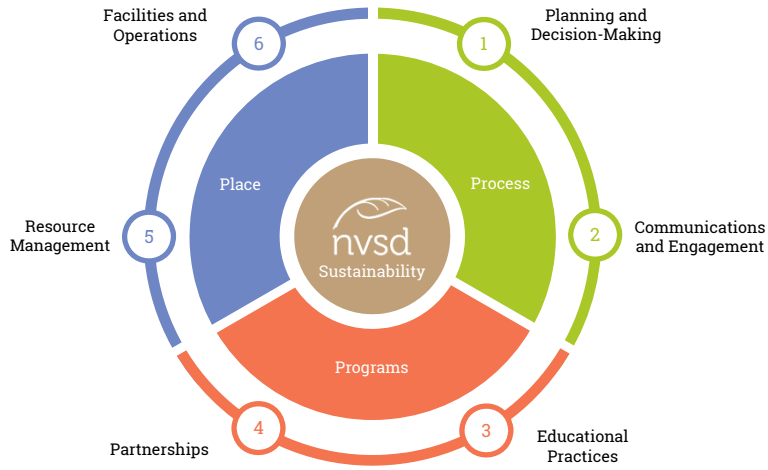 Facilities and
Operations
6
1
Planning and
Decision-Making
Place
Process
nvsd
Sustainability
Resource
Management
5
2
Communications
and Engagement
Programs
4
3
Partnerships
Educational
Practices